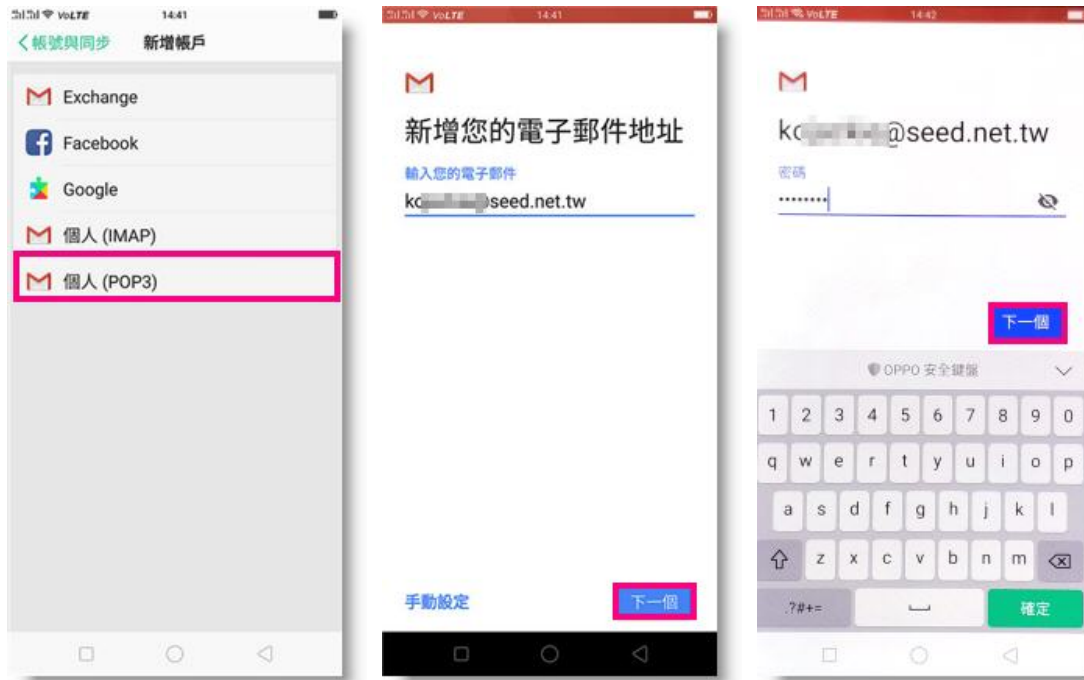 VoLTE 14:41
帳號與同步 新增帳戶
Exchange
Facebook
Google
個人 (IMAP)
個人 (POP3)
VoLTE 14:41
新增您的電子郵件地址
輸入您的電子郵件
seed.net.tw
手動設定
下一個
VoLTE 14:42
@seed.net.tw
密碼
下一個
OPPO 安全鍵盤
1 2 3 4 5 6 7 8 9 0
q w e r t y u i o p
a s d f g h j k l
z x c v b n m
.?#+= 確定